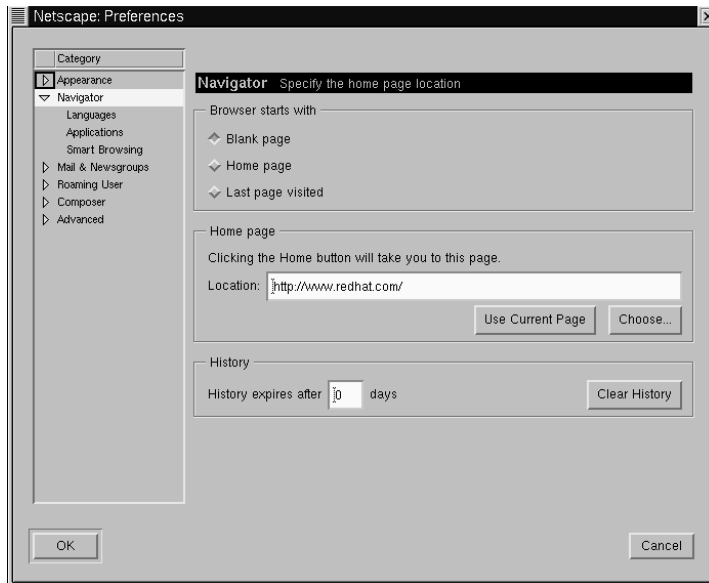 Netscape: Preferences
Category
Appearance
Navigator
Languages
Applications
Smart Browsing
Mail & Newsgroups
Roaming User
Composer
Advanced
Navigator Specify the home page location
Browser starts with
Blank page
Home page
Last page visited
Home page
Clicking the Home button will take you to this page.
Location: http://www.redhat.com/
Use Current Page Choose...
History
History expires after 0 days Clear History
OK Cancel